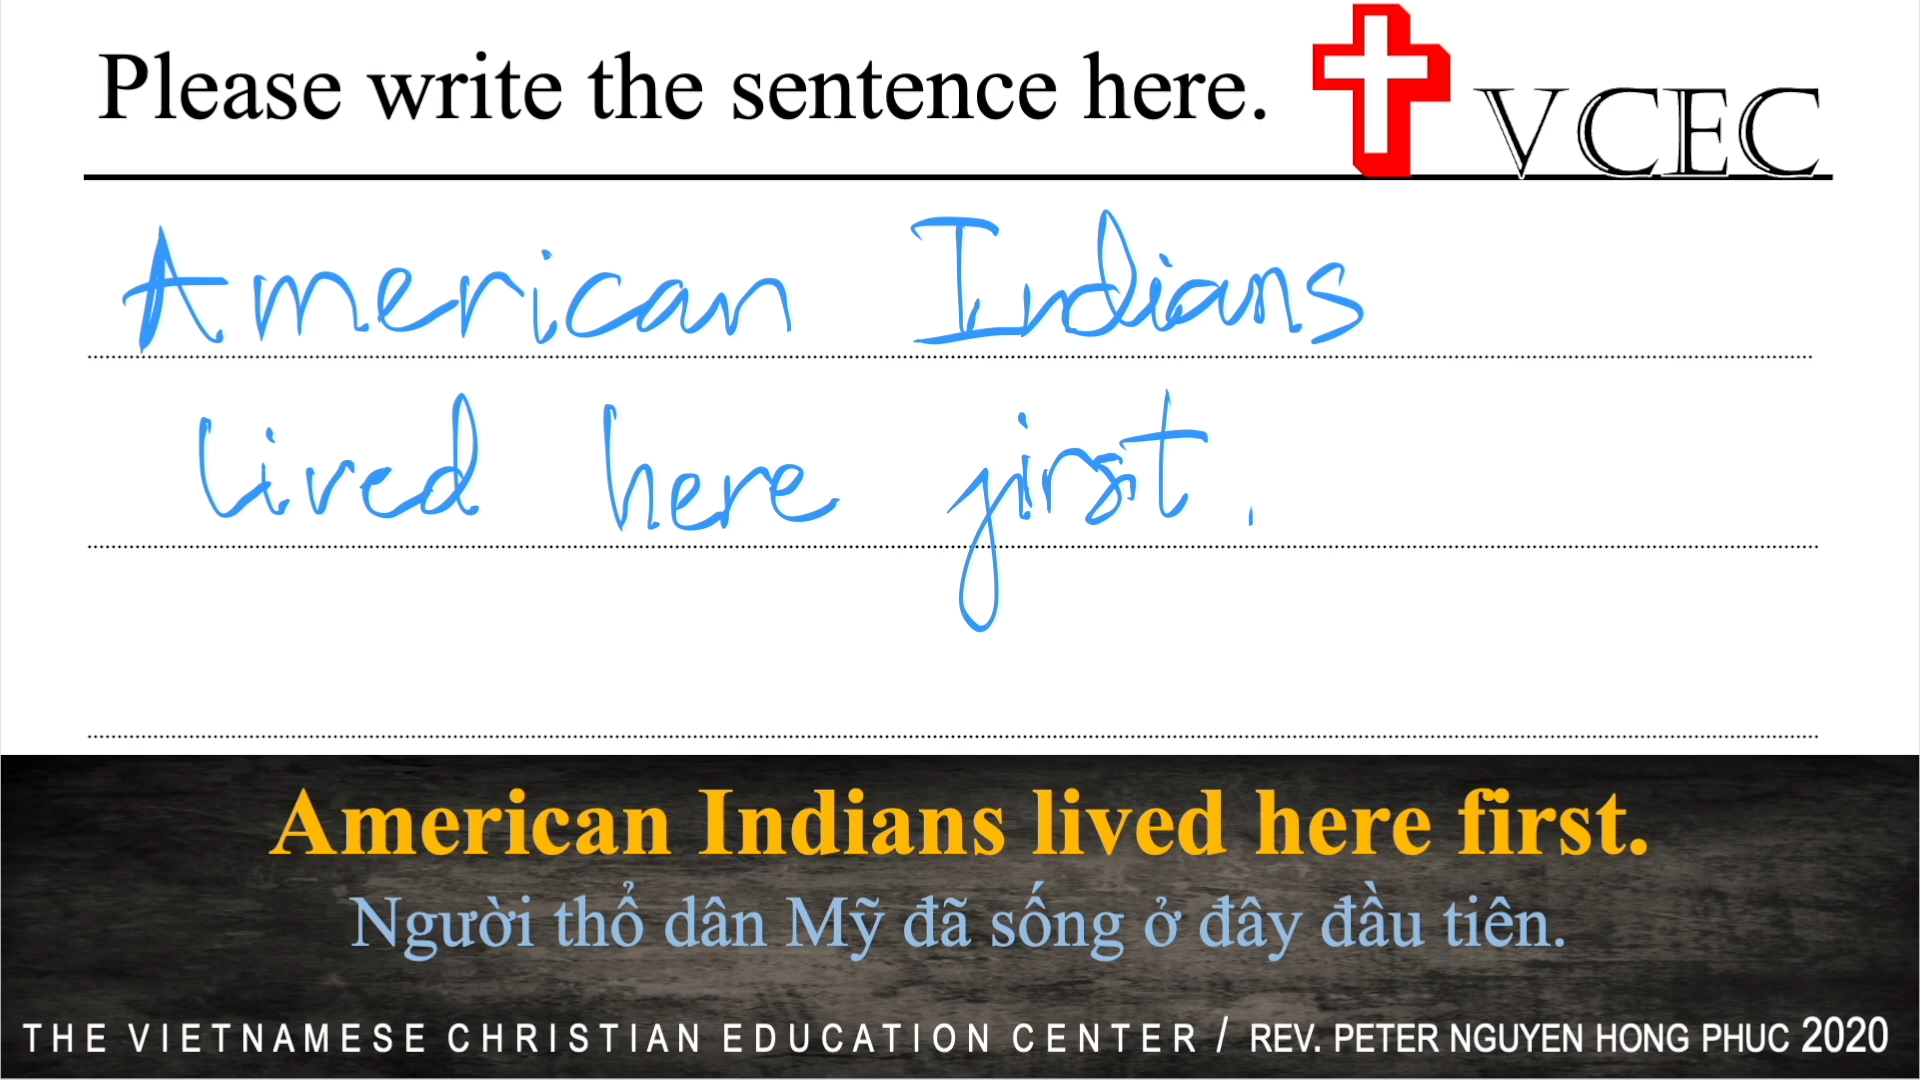 Please write the sentence here.
VCEC
American Indians
lived here first.
American Indians lived here first.
Người thổ dân Mỹ đã sống ở đây đầu tiên.
THE VIETNAMESE CHRISTIAN EDUCATION CENTER / REV. PETER NGUYEN HONG PHUC 2020